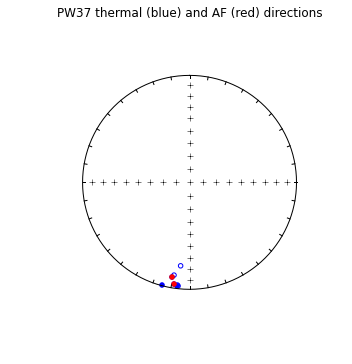 PW37 thermal (blue) and AF (red) directions